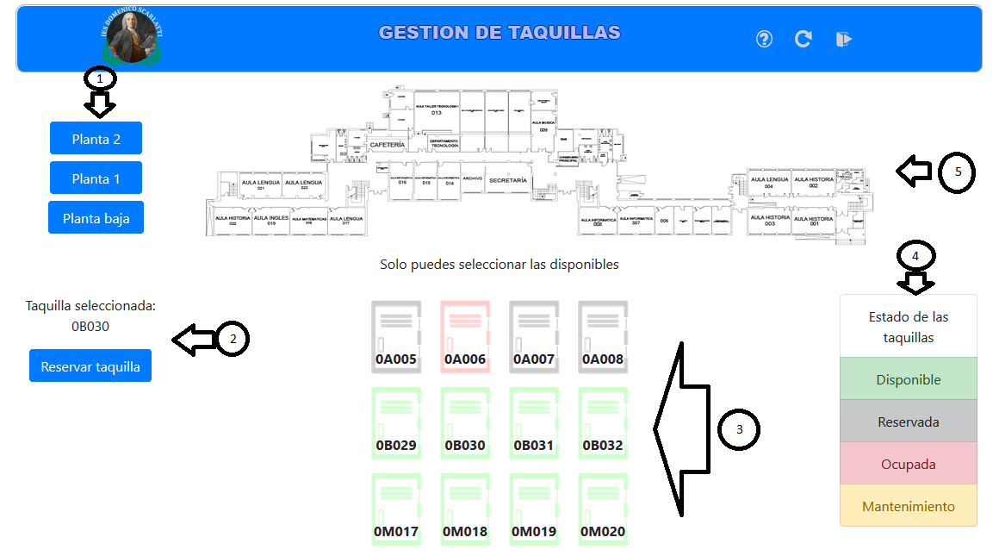 IES DOMENICO SCARLATTI
GESTION DE TAQUILLAS
?
1
Planta 2
Planta 1
Planta baja
AULA TALLER TECNOLOGIA I
013
AULA MUSICA
009
CAFETERÍA
DEPARTAMENTO
TECNOLOGÍA
CONSERJERIA
PRINCIPAL
AULA INFORMATICA
016
AULA INFORMATICA
015
AULA INFORMATICA
014
ARCHIVO
SECRETARÍA
AULA LENGUA
021
AULA LENGUA
022
AULA HISTORIA
020
AULA INGLES
019
AULA MATEMATICAS
018
AULA LENGUA
017
AULA INFORMATICA
008
AULA INFORMATICA
007
006
AULA LENGUA
004
AULA HISTORIA
002
AULA HISTORIA
003
AULA HISTORIA
001
5
Solo puedes seleccionar las disponibles
4
Taquilla seleccionada:
0B030
2
Reservar taquilla
0A005 0A006 0A007 0A008
0B029 0B030 0B031 0B032
0M017 0M018 0M019 0M020
3
Estado de las
taquillas
Disponible
Reservada
Ocupada
Mantenimiento